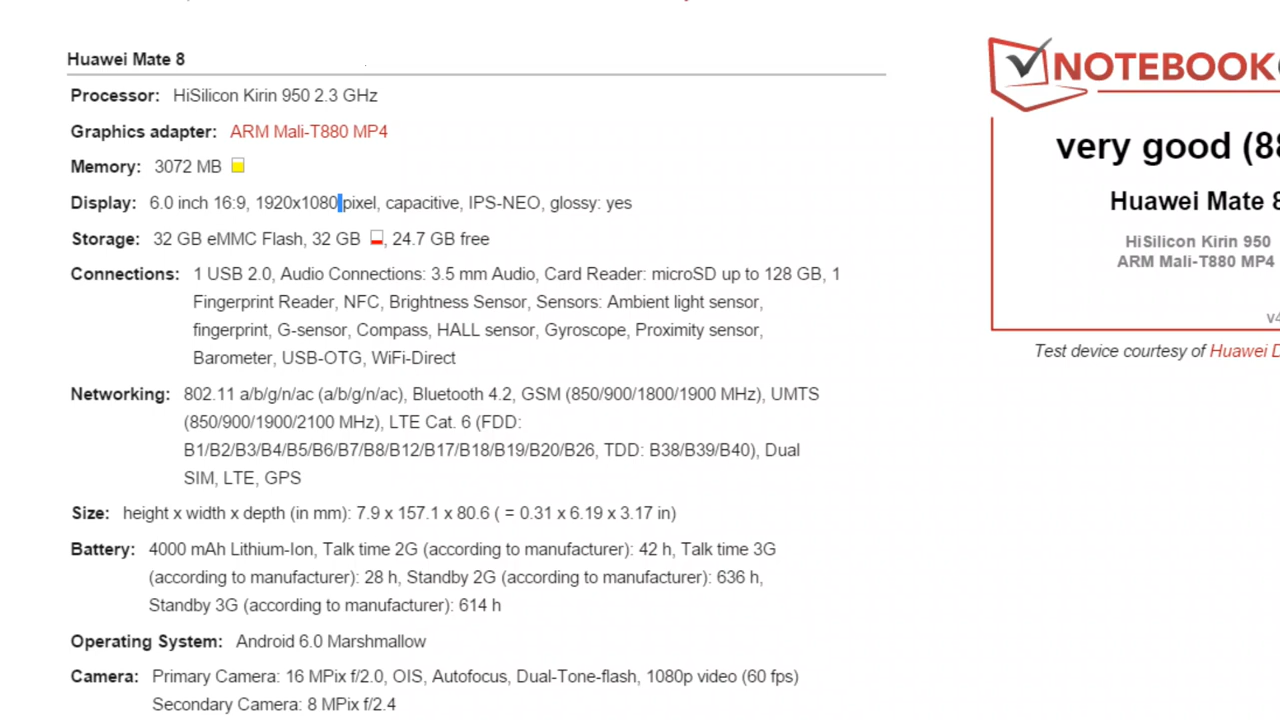 Huawei Mate 8
Processor: HiSilicon Kirin 950 2.3 GHz
Graphics adapter: ARM Mali-T880 MP4
Memory: 3072 MB
Display: 6.0 inch 16:9, 1920x1080 pixel, capacitive, IPS-NEO, glossy: yes
Storage: 32 GB eMMC Flash, 32 GB , 24.7 GB free
Connections: 1 USB 2.0, Audio Connections: 3.5 mm Audio, Card Reader: microSD up to 128 GB, 1
Fingerprint Reader, NFC, Brightness Sensor, Sensors: Ambient light sensor,
fingerprint, G-sensor, Compass, HALL sensor, Gyroscope, Proximity sensor,
Barometer, USB-OTG, WiFi-Direct
Networking: 802.11 a/b/g/n/ac (a/b/g/n/ac), Bluetooth 4.2, GSM (850/900/1800/1900 MHz), UMTS
(850/900/1900/2100 MHz), LTE Cat. 6 (FDD:
B1/B2/B3/B4/B5/B6/B7/B8/B12/B17/B18/B19/B20/B26, TDD: B38/B39/B40), Dual
SIM, LTE, GPS
Size: height x width x depth (in mm): 7.9 x 157.1 x 80.6 ( = 0.31 x 6.19 x 3.17 in)
Battery: 4000 mAh Lithium-Ion, Talk time 2G (according to manufacturer): 42 h, Talk time 3G
(according to manufacturer): 28 h, Standby 2G (according to manufacturer): 636 h,
Standby 3G (according to manufacturer): 614 h
Operating System: Android 6.0 Marshmallow
Camera: Primary Camera: 16 MPix f/2.0, OIS, Autofocus, Dual-Tone-flash, 1080p video (60 fps)
Secondary Camera: 8 MPix f/2.4
NOTEBOOK
very good (88
Huawei Mate 8
HiSilicon Kirin 950
ARM Mali-T880 MP4
v4
Test device courtesy of Huawei D